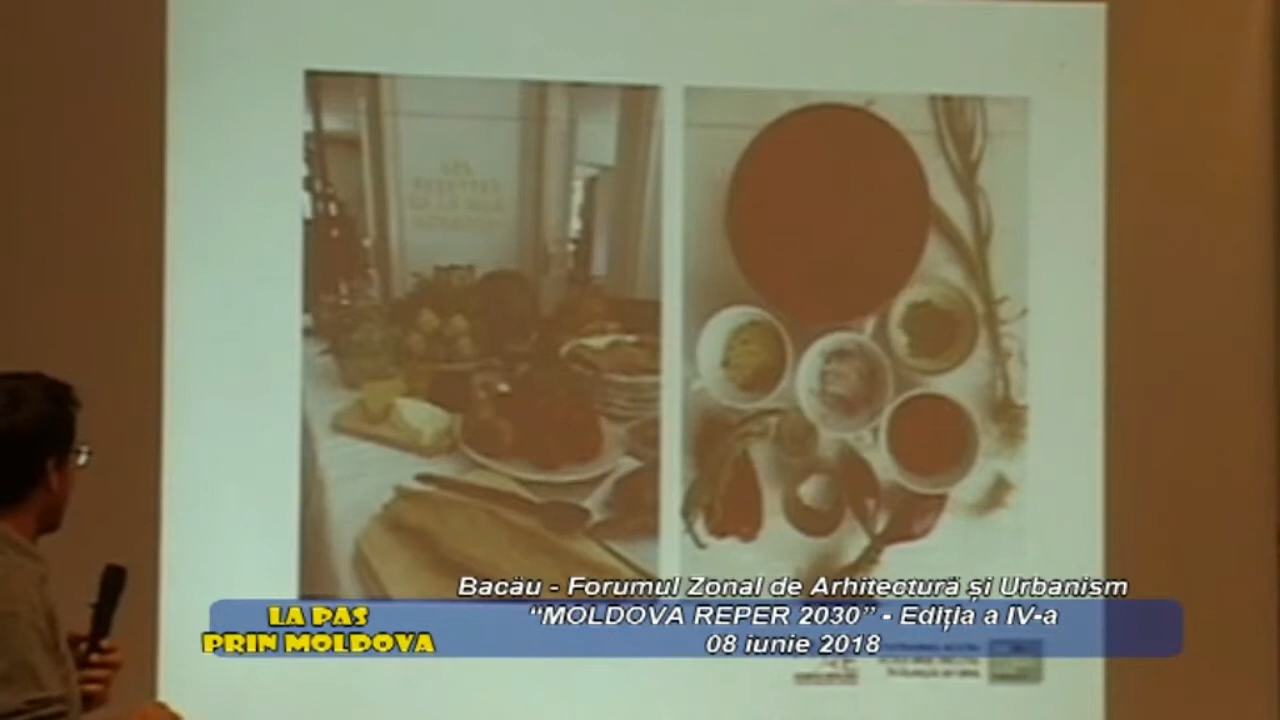 Bacău - Forumul Zonal de Arhitectură și Urbanism
LA PAS
PRIN MOLDOVA
“MOLDOVA REPER 2030” - Ediția a IV-a
08 iunie 2018